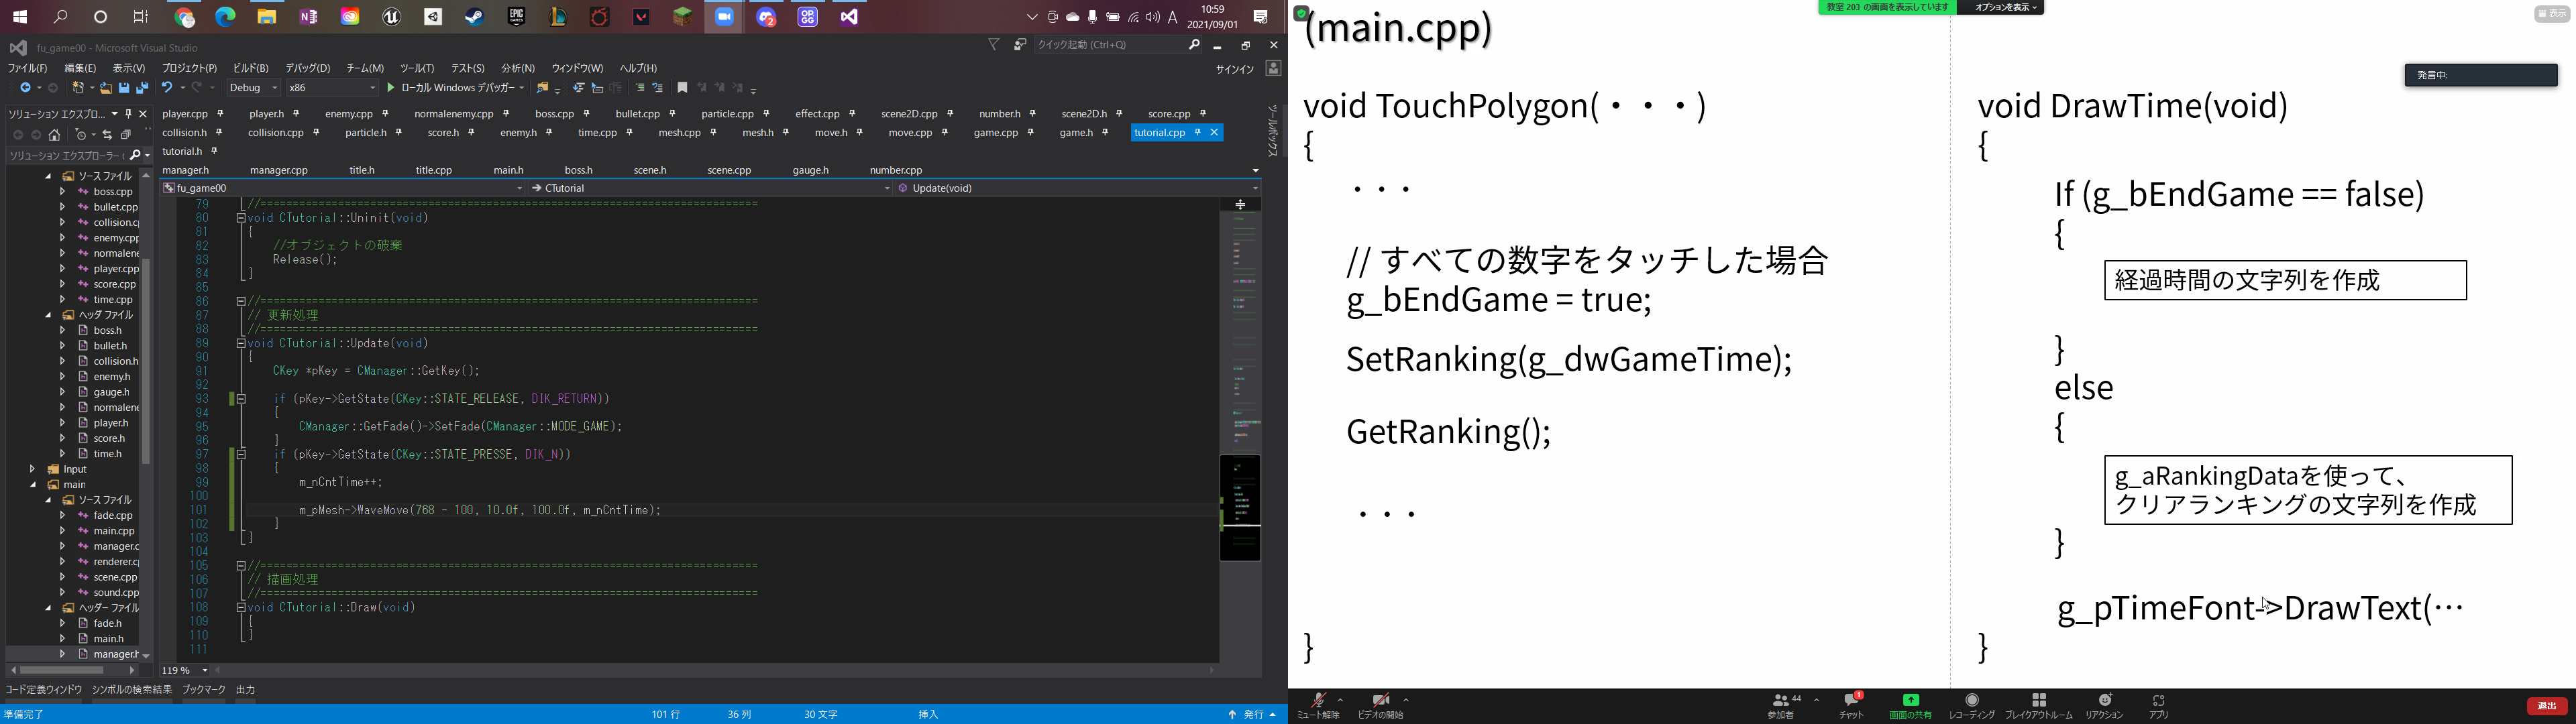 10:59
2021/09/01
fu_game00 - Microsoft Visual Studio
クイック起動 (Ctrl+Q)
ファイル(F) 編集(E) 表示(V) プロジェクト(P) ビルド(B) デバッグ(D) チーム(M) ツール(T) テスト(S) 分析(N) ウィンドウ(W) ヘルプ(H)
サインイン
Debug x86 ローカル Windows デバッガー
ソリューション エクスプロ...
ソリューション エクスプローラー (
player.cpp player.h enemy.cpp normalenemy.cpp boss.cpp bullet.cpp particle.cpp effect.cpp scene2D.cpp number.h scene2D.h score.cpp
collision.h collision.cpp particle.h score.h enemy.h time.cpp mesh.cpp mesh.h move.h move.cpp game.cpp game.h tutorial.cpp
tutorial.h
manager.h manager.cpp title.h title.cpp main.h boss.h scene.h scene.cpp gauge.h number.cpp
fu_game00 CTutorial Update(void)
ツールボックス
ソース ファイル
boss.cpp
bullet.cpp
collision.c
enemy.cpp
normalene
player.cpp
score.cpp
time.cpp
ヘッダ ファイル
boss.h
bullet.h
collision.h
enemy.h
gauge.h
normalene
player.h
score.h
time.h
Input
main
ソース ファイル
fade.cpp
main.cpp
manager.c
renderer.c
scene.cpp
sound.cpp
ヘッダー ファイル
fade.h
main.h
manager.h
79 //=============================================================================
80 void CTutorial::Uninit(void)
81 {
82 //オブジェクトの破棄
83 Release();
84 }
85
86 //=============================================================================
87 // 更新処理
88 //=============================================================================
89 void CTutorial::Update(void)
90 {
91 CKey *pKey = CManager::GetKey();
92
93 if (pKey->GetState(CKey::STATE_RELEASE, DIK_RETURN))
94 {
95 CManager::GetFade()->SetFade(CManager::MODE_GAME);
96 }
97 if (pKey->GetState(CKey::STATE_PRESSE, DIK_N))
98 {
99 m_nCntTime++;
100
101 m_pMesh->WaveMove(768 - 100, 10.0f, 100.0f, m_nCntTime);
102 }
103 }
104
105 //=============================================================================
106 // 描画処理
107 //=============================================================================
108 void CTutorial::Draw(void)
109 {
110 }
111
119 %
コード定義ウィンドウ シンボルの検索結果 ブックマーク 出力
準備完了 101 行 36 列 30 文字 挿入 発行
教室 203 の画面を表示しています オプションを表示
表示
発言中:
(main.cpp)
void TouchPolygon(・・・)
{
・・・
// すべての数字をタッチした場合
g_bEndGame = true;
SetRanking(g_dwGameTime);
GetRanking();
・・・
}
void DrawTime(void)
{
If (g_bEndGame == false)
{
経過時間の文字列を作成
}
else
{
g_aRankingDataを使って、
クリアランキングの文字列を作成
}
g_pTimeFont->DrawText(…
}
ミュート解除 ビデオの開始 参加者 44 チャット 1 画面の共有 レコーディング ブレイクアウトルーム リアクション アプリ 退出